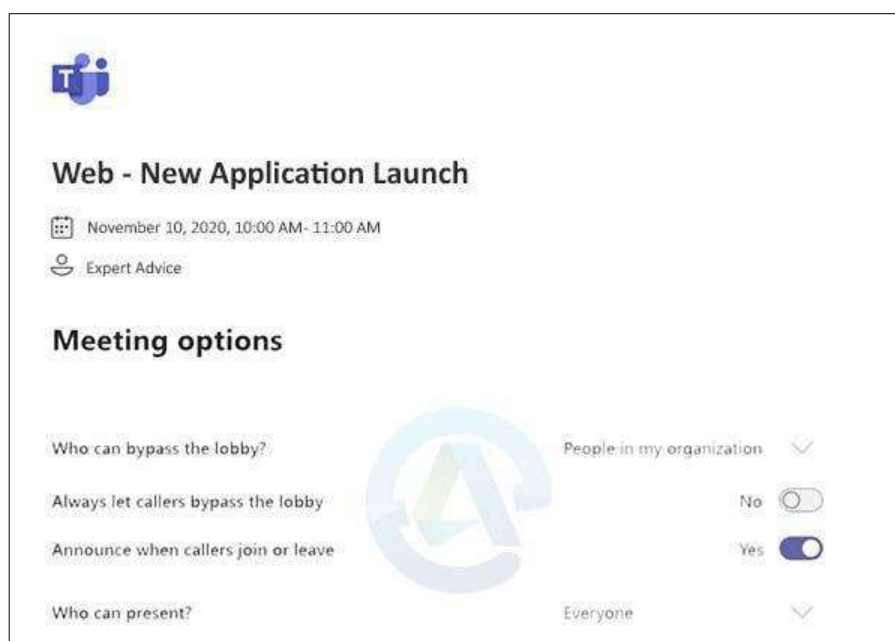 T
Web - New Application Launch
November 10, 2020, 10:00 AM- 11:00 AM
Expert Advice
Meeting options
Who can bypass the lobby? People in my organization
Always let callers bypass the lobby No
Announce when callers join or leave Yes
Who can present? Everyone